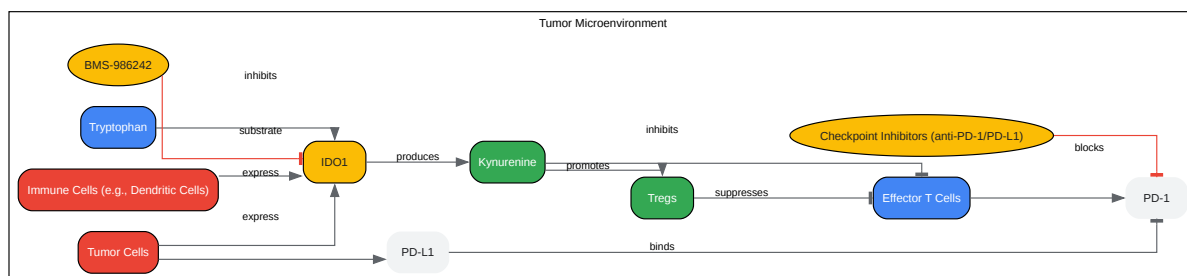 Tumor Microenvironment
BMS-986242
inhibits
Tryptophan
substrate
inhibits
Checkpoint Inhibitors (anti-PD-1/PD-L1)
blocks
IDO1
produces
Kynurenine
promotes
Immune Cells (e.g., Dendritic Cells)
express
Tregs
suppresses
Effector T Cells
PD-1
express
Tumor Cells
PD-L1
binds